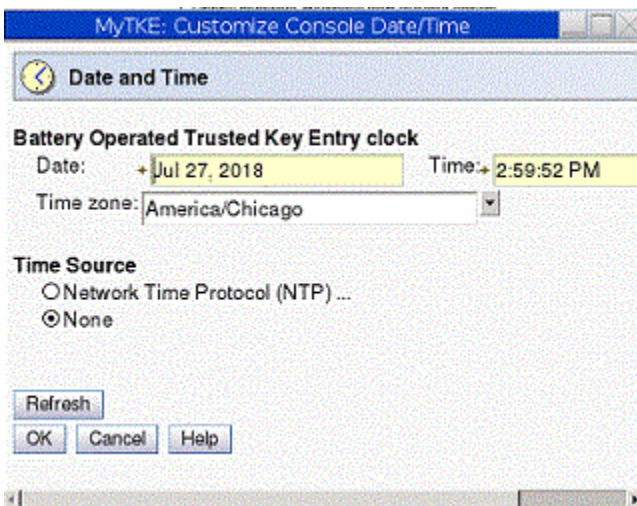 MyTKE: Customize Console Date/Time
Date and Time
Battery Operated Trusted Key Entry clock
Date: Jul 27, 2018 Time: 2:59:52 PM
Time zone: America/Chicago
Time Source
Network Time Protocol (NTP) ...
None
Refresh
OK Cancel Help